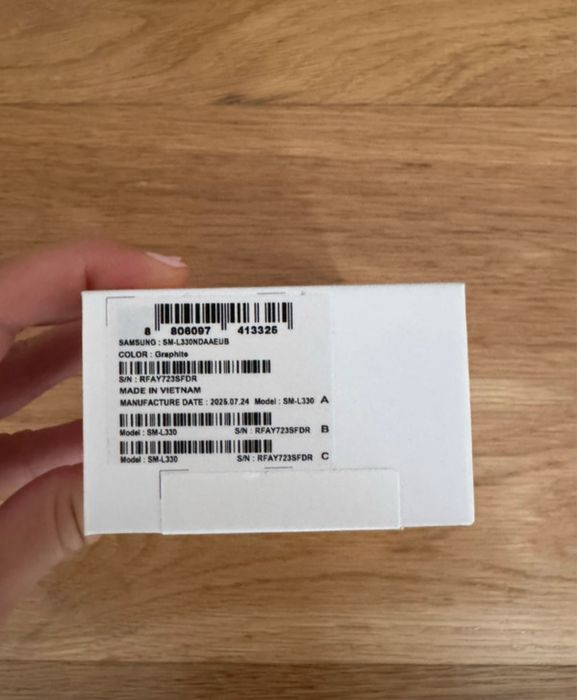 8 806097 413325
SAMSUNG : SM-L330NDAAEUB
COLOR : Graphite
S/N : RFAY723SFDR
MADE IN VIETNAM
MANUFACTURE DATE : 2025.07.24 Model : SM-L330 A
Model : SM-L330 S/N : RFAY723SFDR B
Model : SM-L330 S/N : RFAY723SFDR C